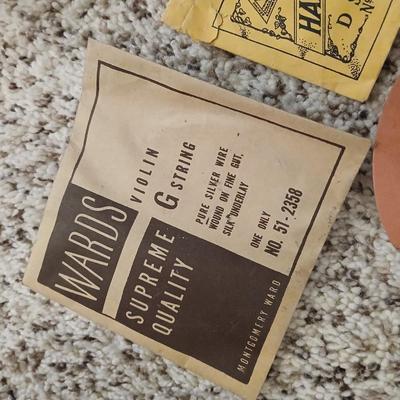 WARDS
VIOLIN
G STRING
PURE SILVER WIRE
WOUND ON FINE GUT,
SILK UNDERLAY
ONE ONLY
NO. 51-2358
SUPREME
QUALITY
MONTGOMERY WARD
HA
D S